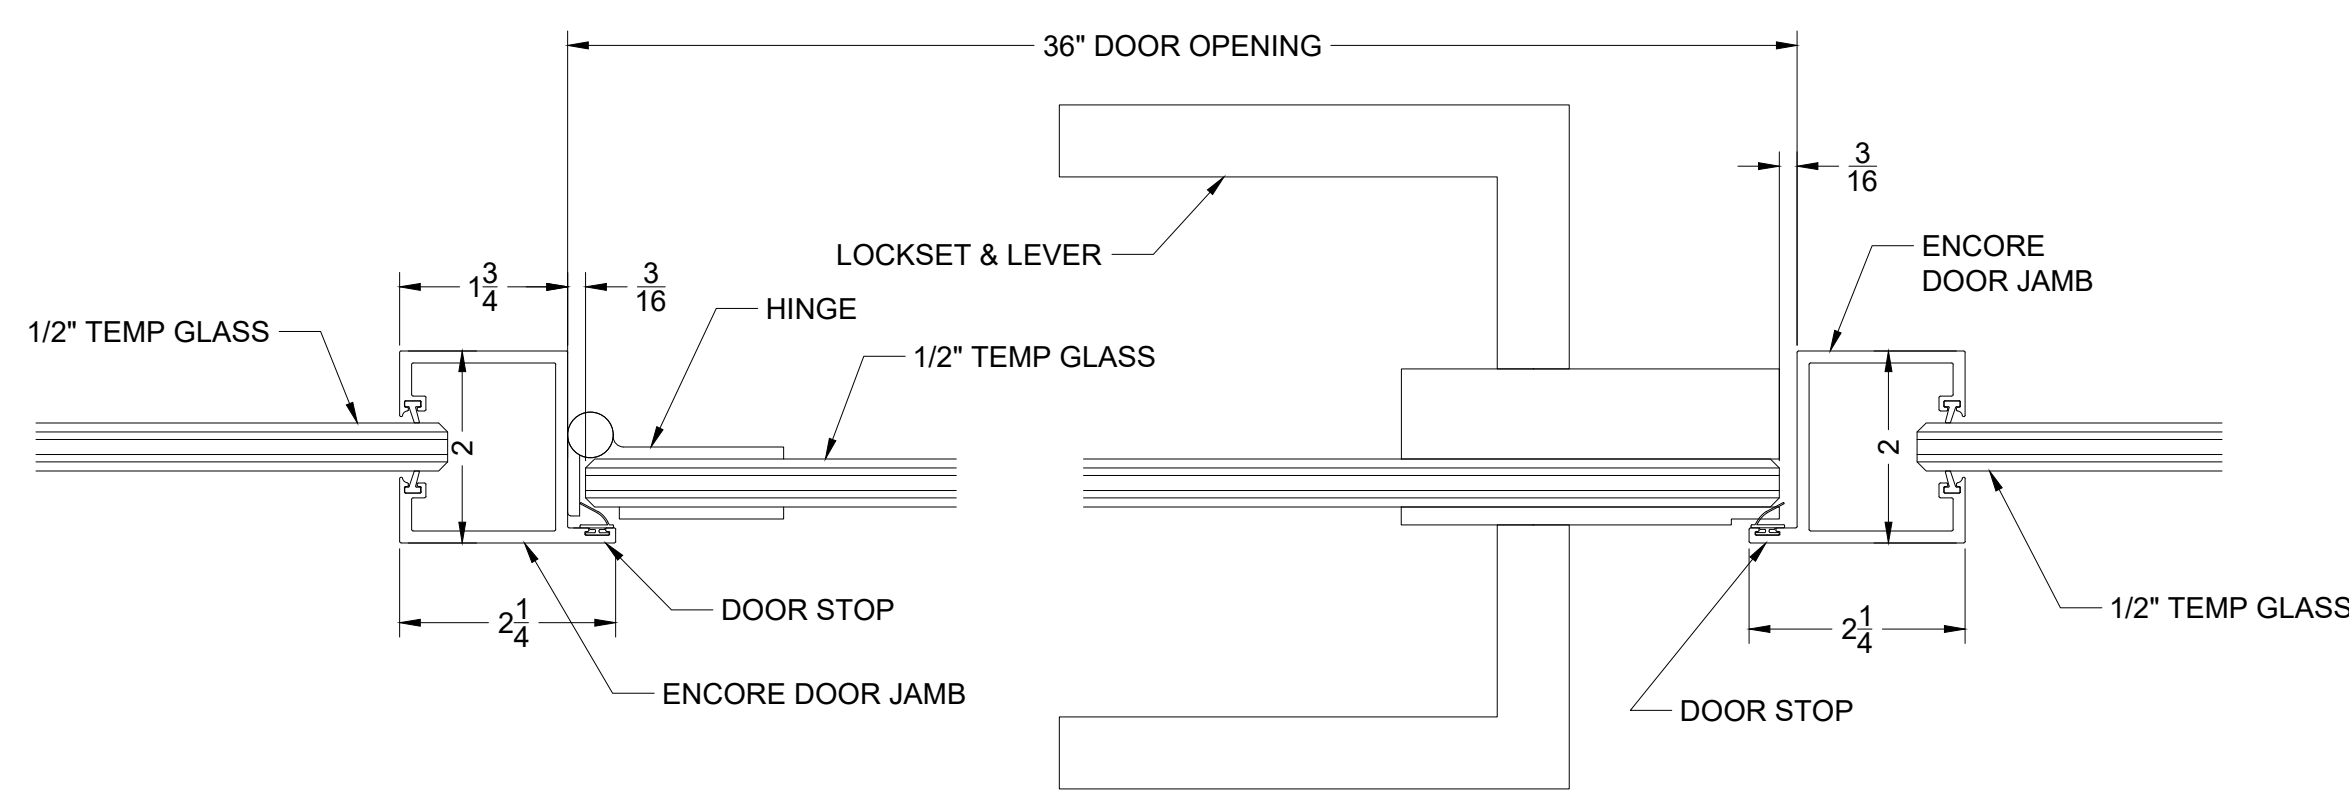 36" DOOR OPENING
3/16
LOCKSET & LEVER
ENCORE
DOOR JAMB
1 3/4
3/16
HINGE
1/2" TEMP GLASS
1/2" TEMP GLASS
2
2
DOOR STOP
2 1/4
2 1/4
1/2" TEMP GLASS
ENCORE DOOR JAMB
DOOR STOP